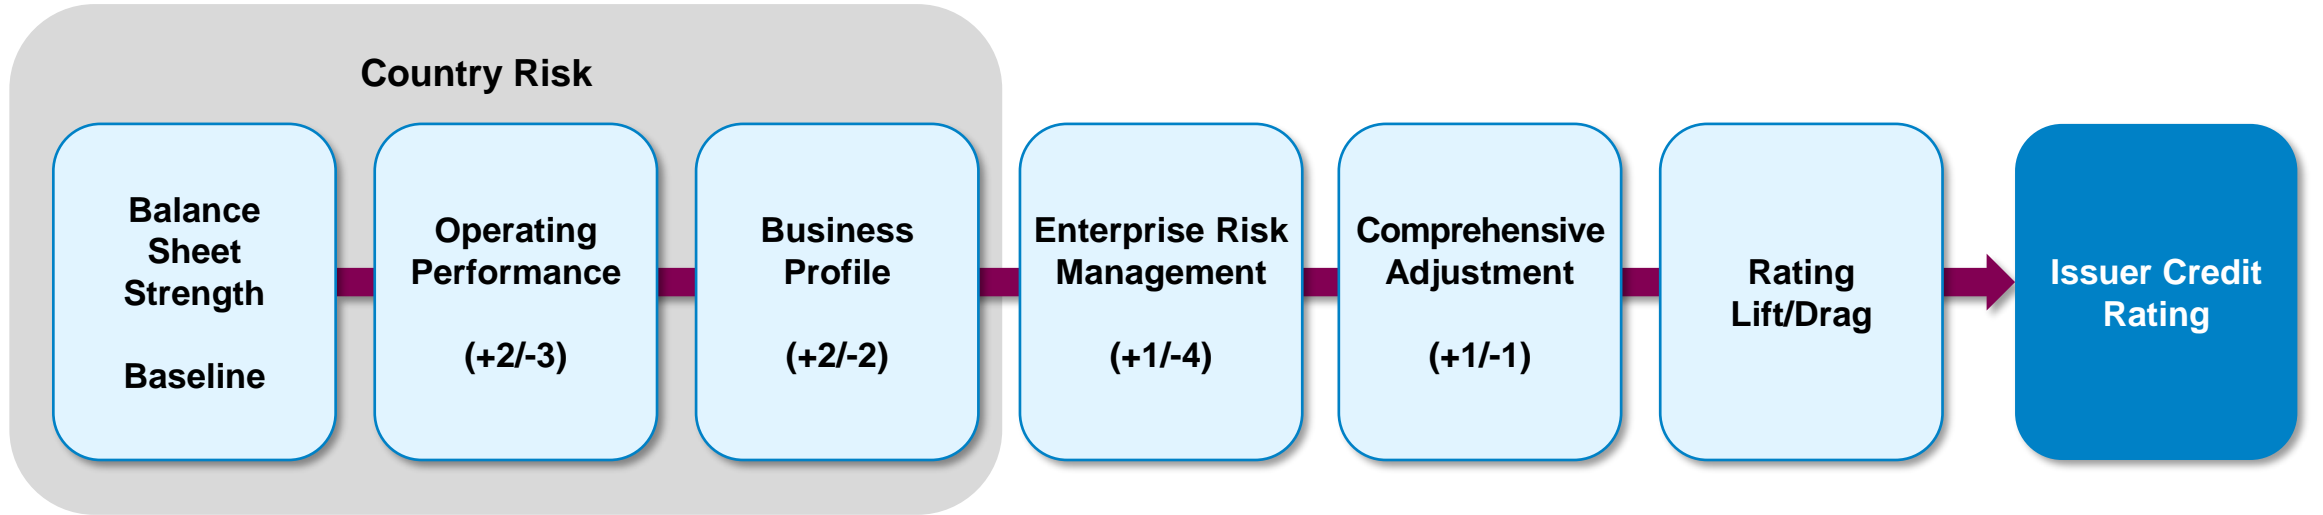 Country Risk
Balance
Sheet
Strength
Baseline
Operating
Performance
(+2/-3)
Business
Profile
(+2/-2)
Enterprise Risk
Management
(+1/-4)
Comprehensive
Adjustment
(+1/-1)
Rating
Lift/Drag
Issuer Credit
Rating